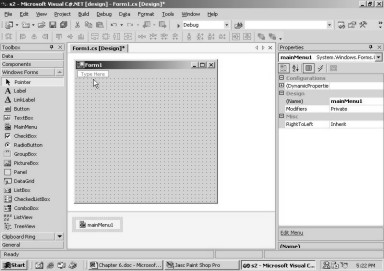 s2 - Microsoft Visual C#.NET [design] - Form1.cs [Design]*
File Edit View Project Build Debug Data Format Tools Window Help
Debug
Toolbox
Data
Components
Windows Forms
Pointer
Label
LinkLabel
Button
TextBox
MainMenu
CheckBox
RadioButton
GroupBox
PictureBox
Panel
DataGrid
ListBox
CheckedListBox
ComboBox
ListView
TreeView
Clipboard Ring
General
Form1.cs [Design]*
Form1
Type Here
mainMenu1
Properties
mainMenu1 System.Windows.Forms.
Configurations
(DynamicPropertie
Design
(Name) mainMenu1
Modifiers Private
Misc
RightToLeft Inherit
Edit Menu
(Name)
Ready
Start
Chapter 6.doc - Microsof...
Jasc Paint Shop Pro
s2 - Microsoft Visual C...
5:02 PM